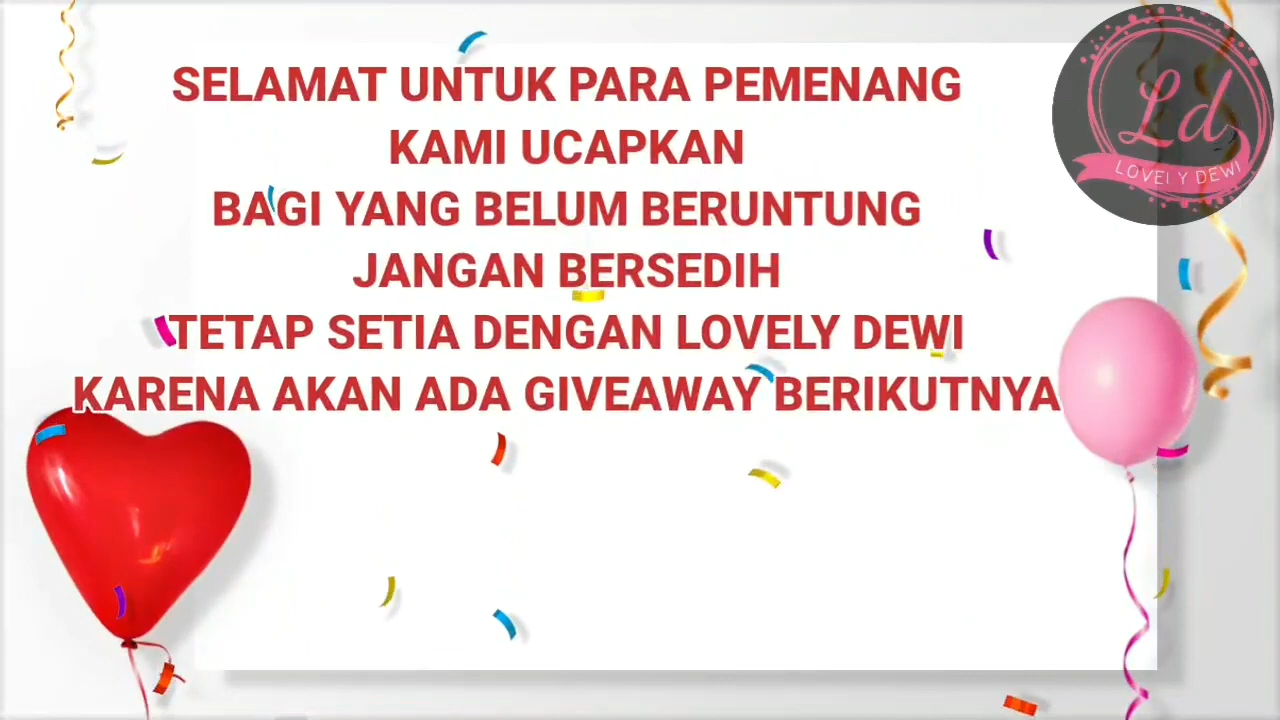 SELAMAT UNTUK PARA PEMENANG
KAMI UCAPKAN
BAGI YANG BELUM BERUNTUNG
JANGAN BERSEDIH
TETAP SETIA DENGAN LOVELY DEWI
KARENA AKAN ADA GIVEAWAY BERIKUTNYA
Ld
LOVELY DEWI